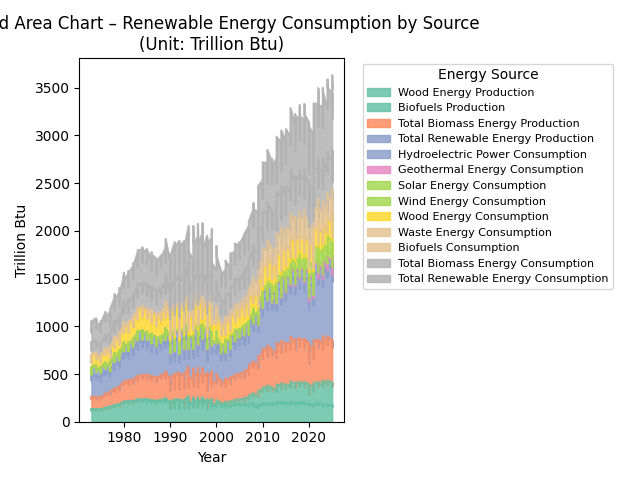 d Area Chart – Renewable Energy Consumption by Source
(Unit: Trillion Btu)
Trillion Btu
3500
3000
2500
2000
1500
1000
500
0
1980 1990 2000 2010 2020
Year
Energy Source
Wood Energy Production
Biofuels Production
Total Biomass Energy Production
Total Renewable Energy Production
Hydroelectric Power Consumption
Geothermal Energy Consumption
Solar Energy Consumption
Wind Energy Consumption
Wood Energy Consumption
Waste Energy Consumption
Biofuels Consumption
Total Biomass Energy Consumption
Total Renewable Energy Consumption